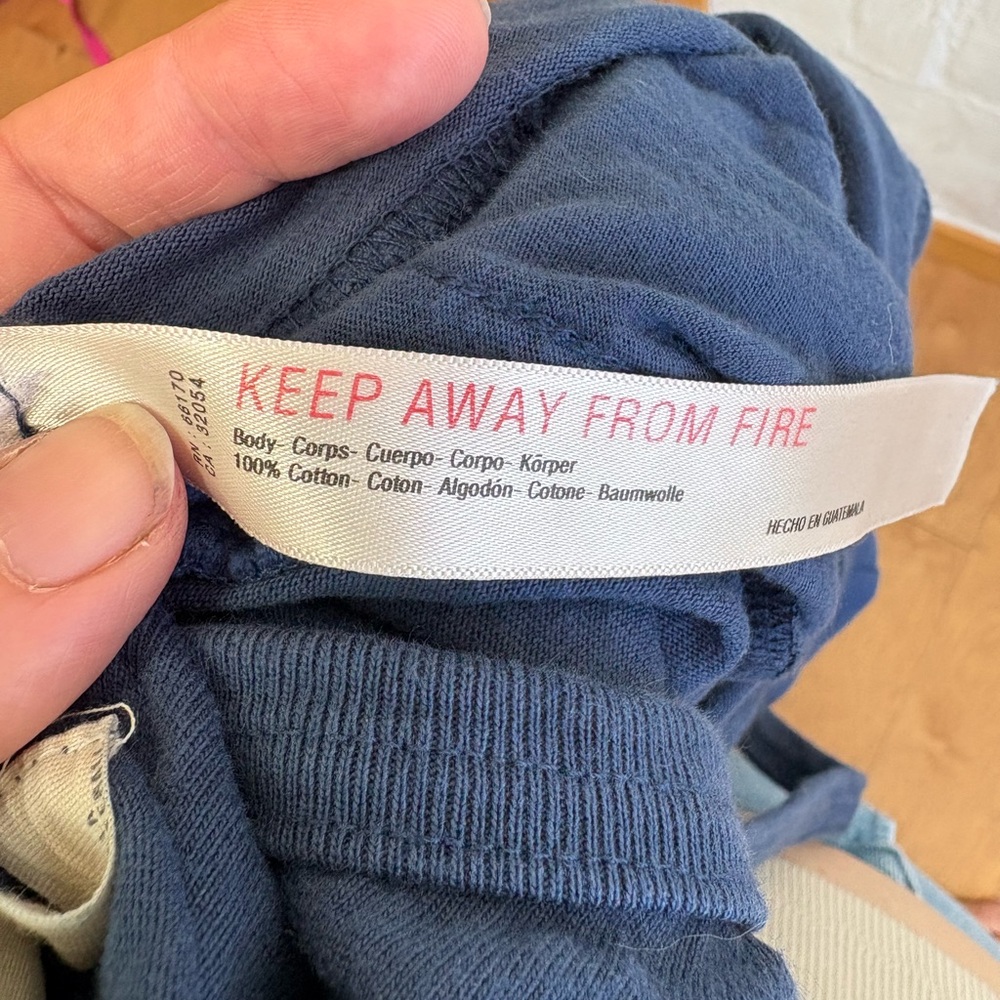 RN: 66170
CA: 32054
KEEP AWAY FROM FIRE
Body- Corps- Cuerpo- Corpo- Körper
100% Cotton- Coton- Algodón- Cotone- Baumwolle
HECHO EN GUATEMALA